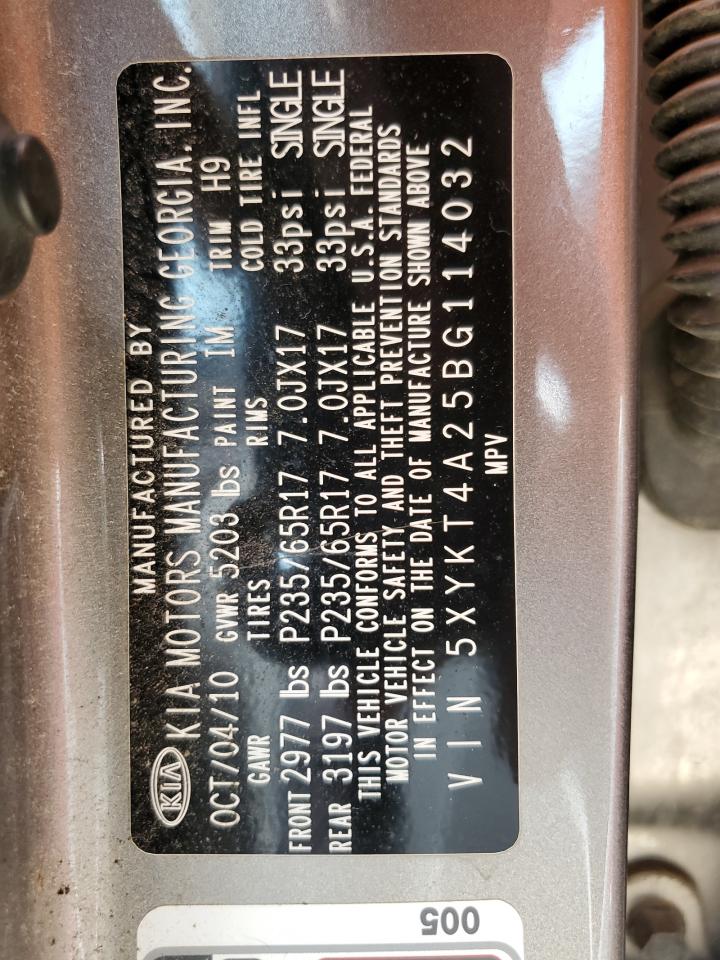 MANUFACTURED BY
KIA KIA MOTORS MANUFACTURING GEORGIA, INC.
OCT/04/10 GVWR 5203 lbs PAINT IM TRIM H9
GAWR TIRES RIMS COLD TIRE INFL
FRONT 2977 lbs P235/65R17 7.0JX17 33psi SINGLE
REAR 3197 lbs P235/65R17 7.0JX17 33psi SINGLE
THIS VEHICLE CONFORMS TO ALL APPLICABLE U.S.A. FEDERAL
MOTOR VEHICLE SAFETY AND THEFT PREVENTION STANDARDS
IN EFFECT ON THE DATE OF MANUFACTURE SHOWN ABOVE
VIN 5XYKT4A25BG114032
MPV
005